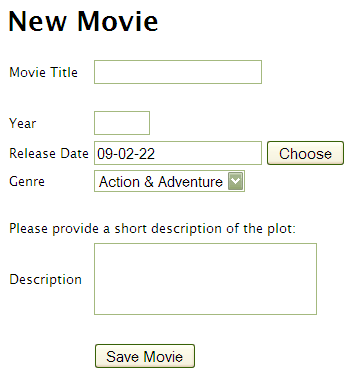 New Movie
Movie Title
Year
Release Date 09-02-22 Choose
Genre Action & Adventure
Please provide a short description of the plot:
Description
Save Movie